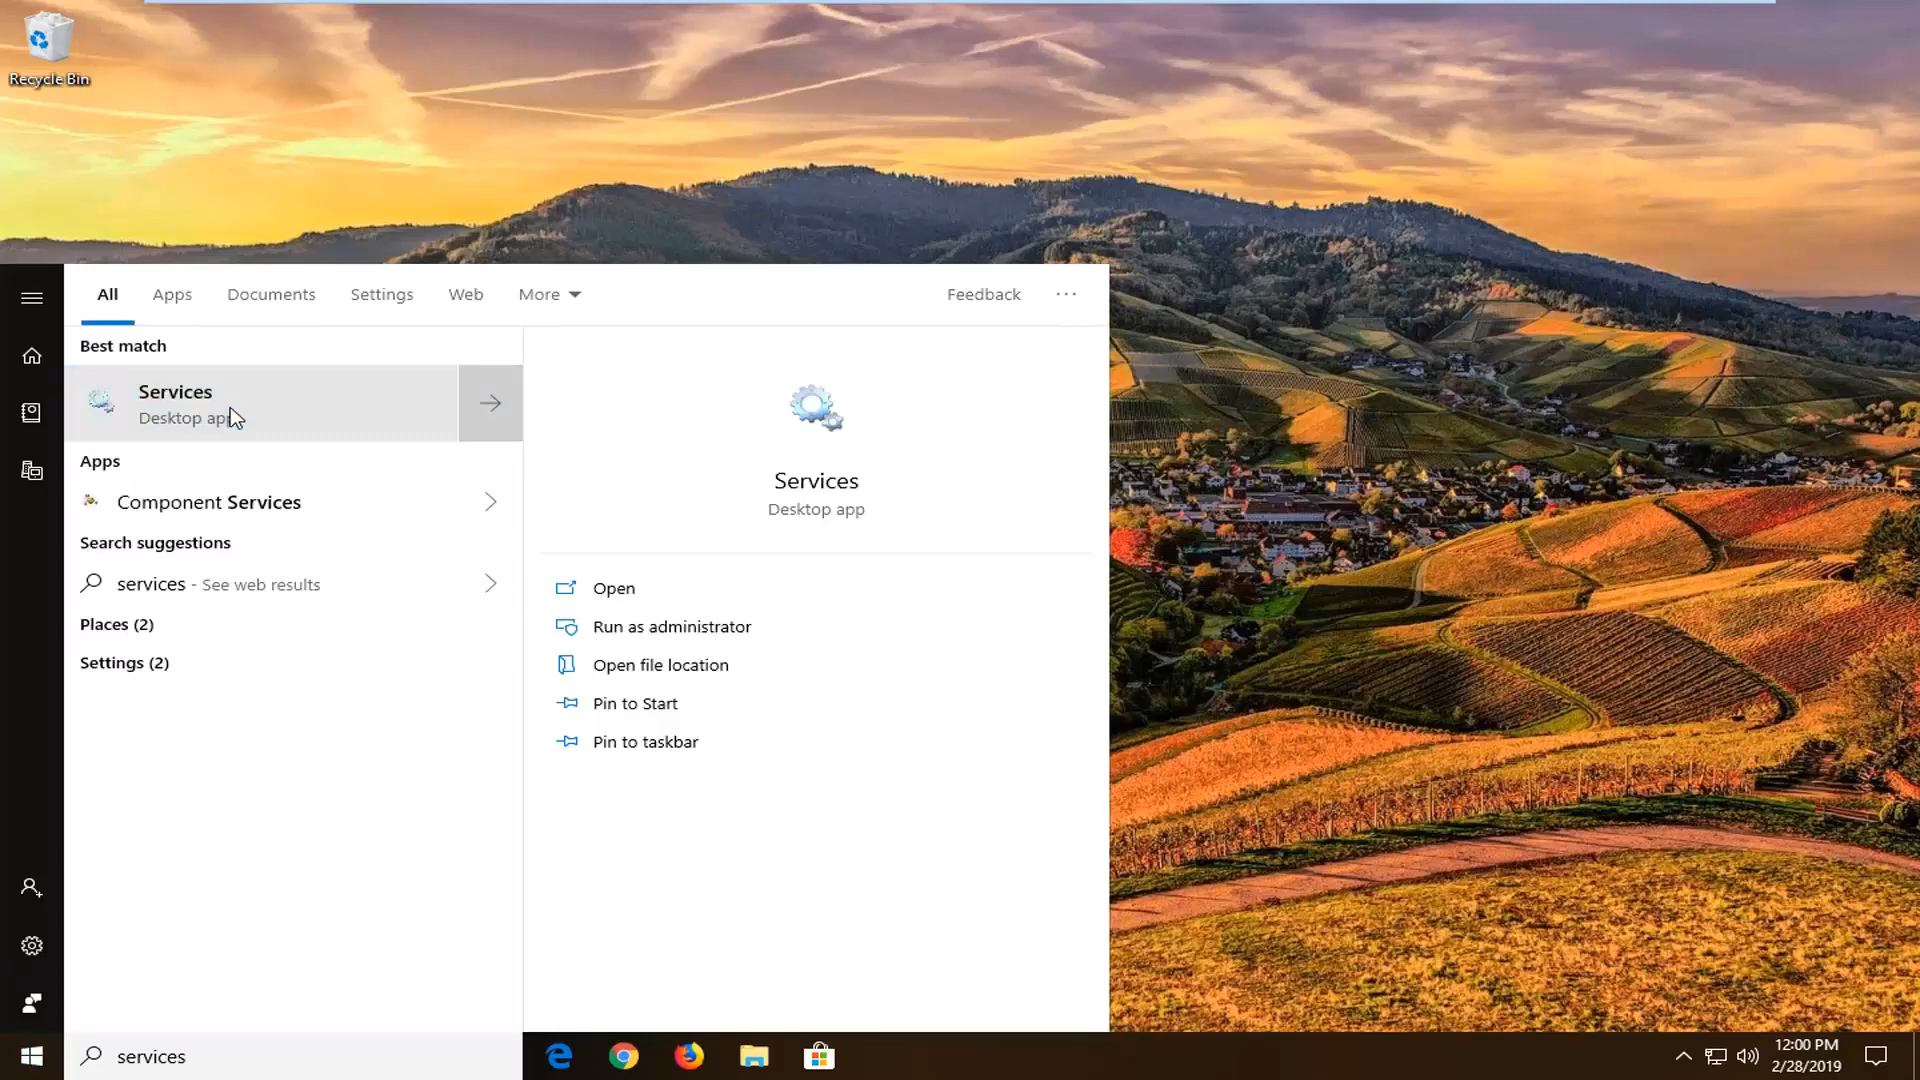 Recycle Bin
All
Apps
Documents
Settings
Web
More
Feedback
Best match
Services
Desktop app
Apps
Component Services
Search suggestions
services - See web results
Places (2)
Settings (2)
Services
Desktop app
Open
Run as administrator
Open file location
Pin to Start
Pin to taskbar
services
12:00 PM
2/28/2019